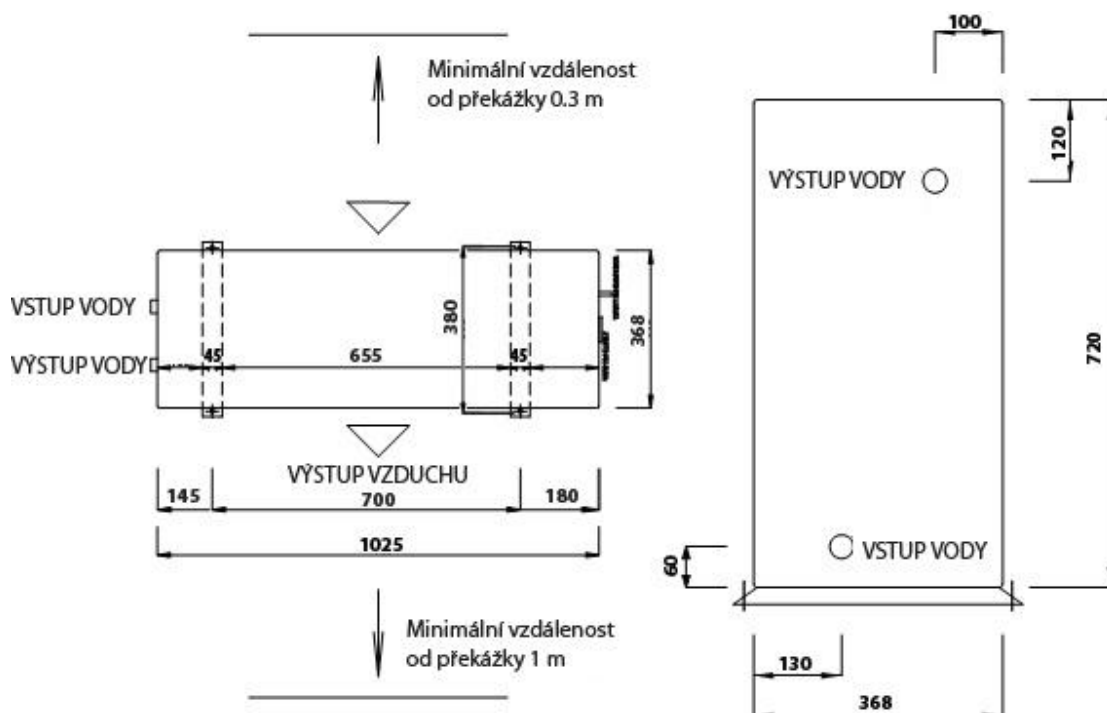 100
Minimální vzdálenost
od překážky 0.3 m
120
VÝSTUP VODY
VSTUP VODY
380
368
720
VÝSTUP VODY
45
655
45
VÝSTUP VZDUCHU
145
700
180
1025
60
VSTUP VODY
Minimální vzdálenost
od překážky 1 m
130
368